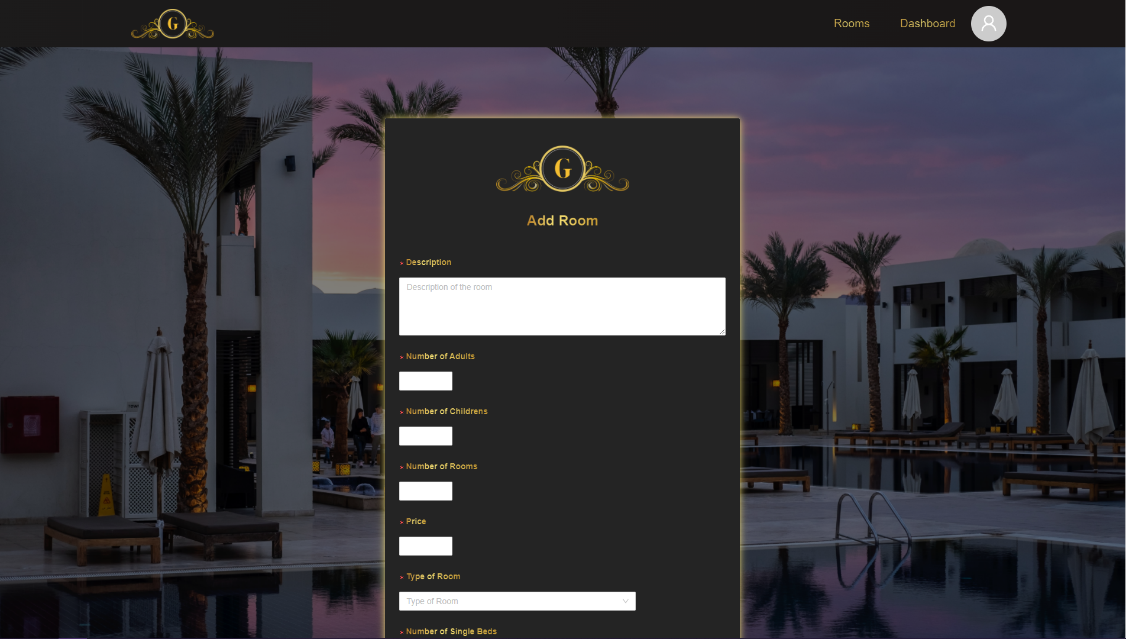 G
Rooms
Dashboard
G
Add Room
Description
Description of the room
Number of Adults
Number of Childrens
Number of Rooms
Price
Type of Room
Type of Room
Number of Single Beds